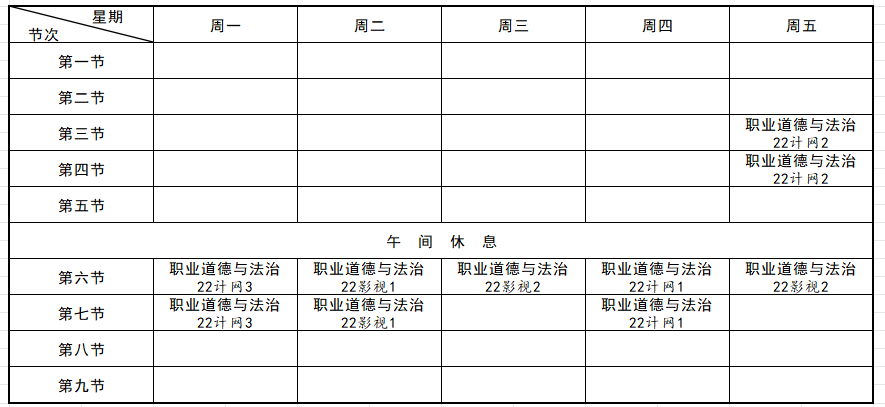 星期
节次
周一 周二 周三 周四 周五
第一节
第二节
第三节 职业道德与法治
22计网2
第四节 职业道德与法治
22计网2
第五节
午 间 休 息
第六节 职业道德与法治 职业道德与法治 职业道德与法治 职业道德与法治 职业道德与法治
22计网3 22影视1 22影视2 22计网1 22影视2
第七节 职业道德与法治 职业道德与法治 职业道德与法治
22计网3 22影视1 22计网1
第八节
第九节